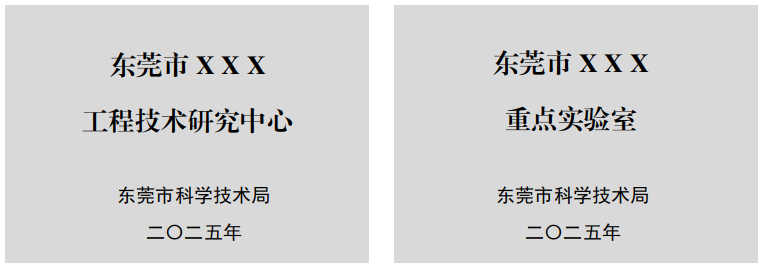 东莞市 X X X
工程技术研究中心
东莞市科学技术局
二〇二五年
东莞市 X X X
重点实验室
东莞市科学技术局
二〇二五年